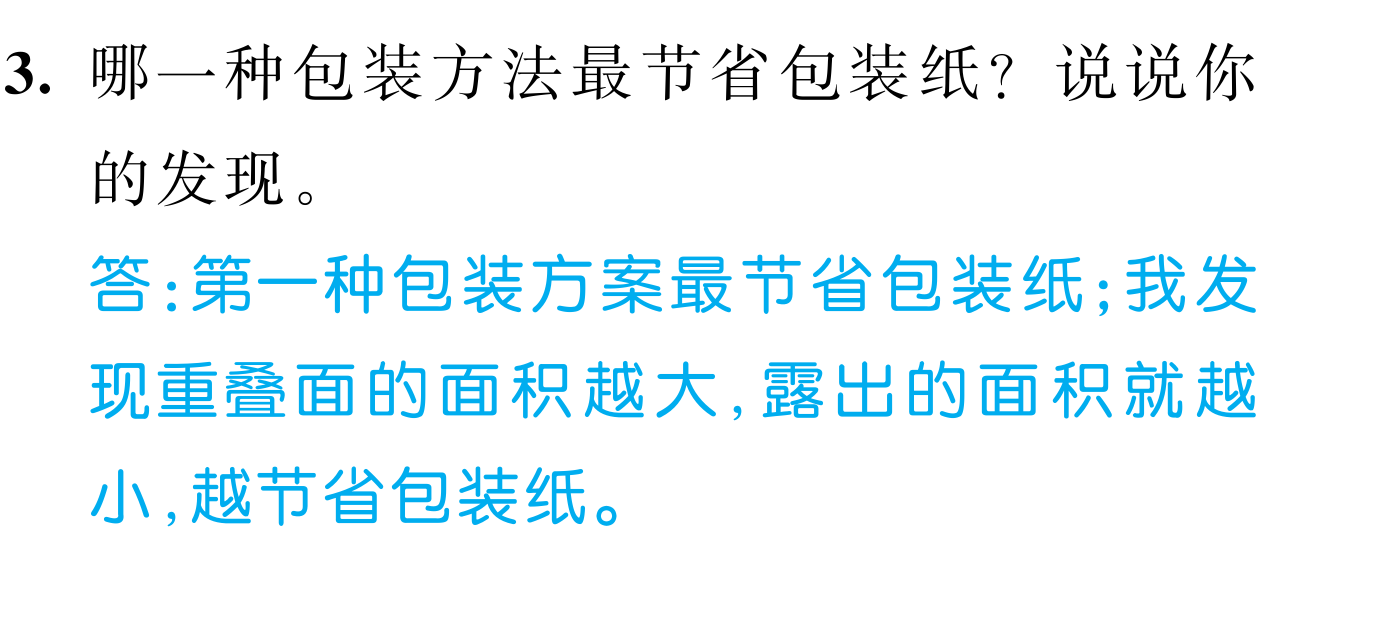 3. 哪一种包装方法最节省包装纸？说说你
的发现。
答:第一种包装方案最节省包装纸;我发
现重叠面的面积越大,露出的面积就越
小,越节省包装纸。